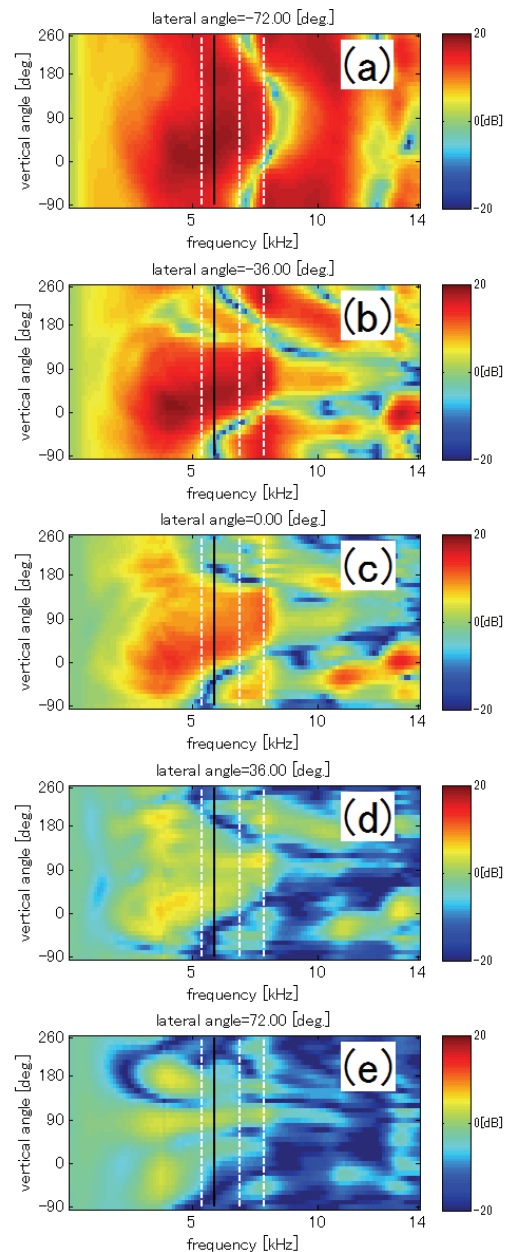 lateral angle=-72.00 [deg.]
(a)
vertical angle [deg.]
260
180
90
0
-90
5
10
14
frequency [kHz]
20
0[dB]
-20
lateral angle=-36.00 [deg.]
(b)
vertical angle [deg.]
260
180
90
0
-90
5
10
14
frequency [kHz]
20
0[dB]
-20
lateral angle=0.00 [deg.]
(c)
vertical angle [deg.]
260
180
90
0
-90
5
10
14
frequency [kHz]
20
0[dB]
-20
lateral angle=36.00 [deg.]
(d)
vertical angle [deg.]
260
180
90
0
-90
5
10
14
frequency [kHz]
20
0[dB]
-20
lateral angle=72.00 [deg.]
(e)
vertical angle [deg.]
260
180
90
0
-90
5
10
14
frequency [kHz]
20
0[dB]
-20